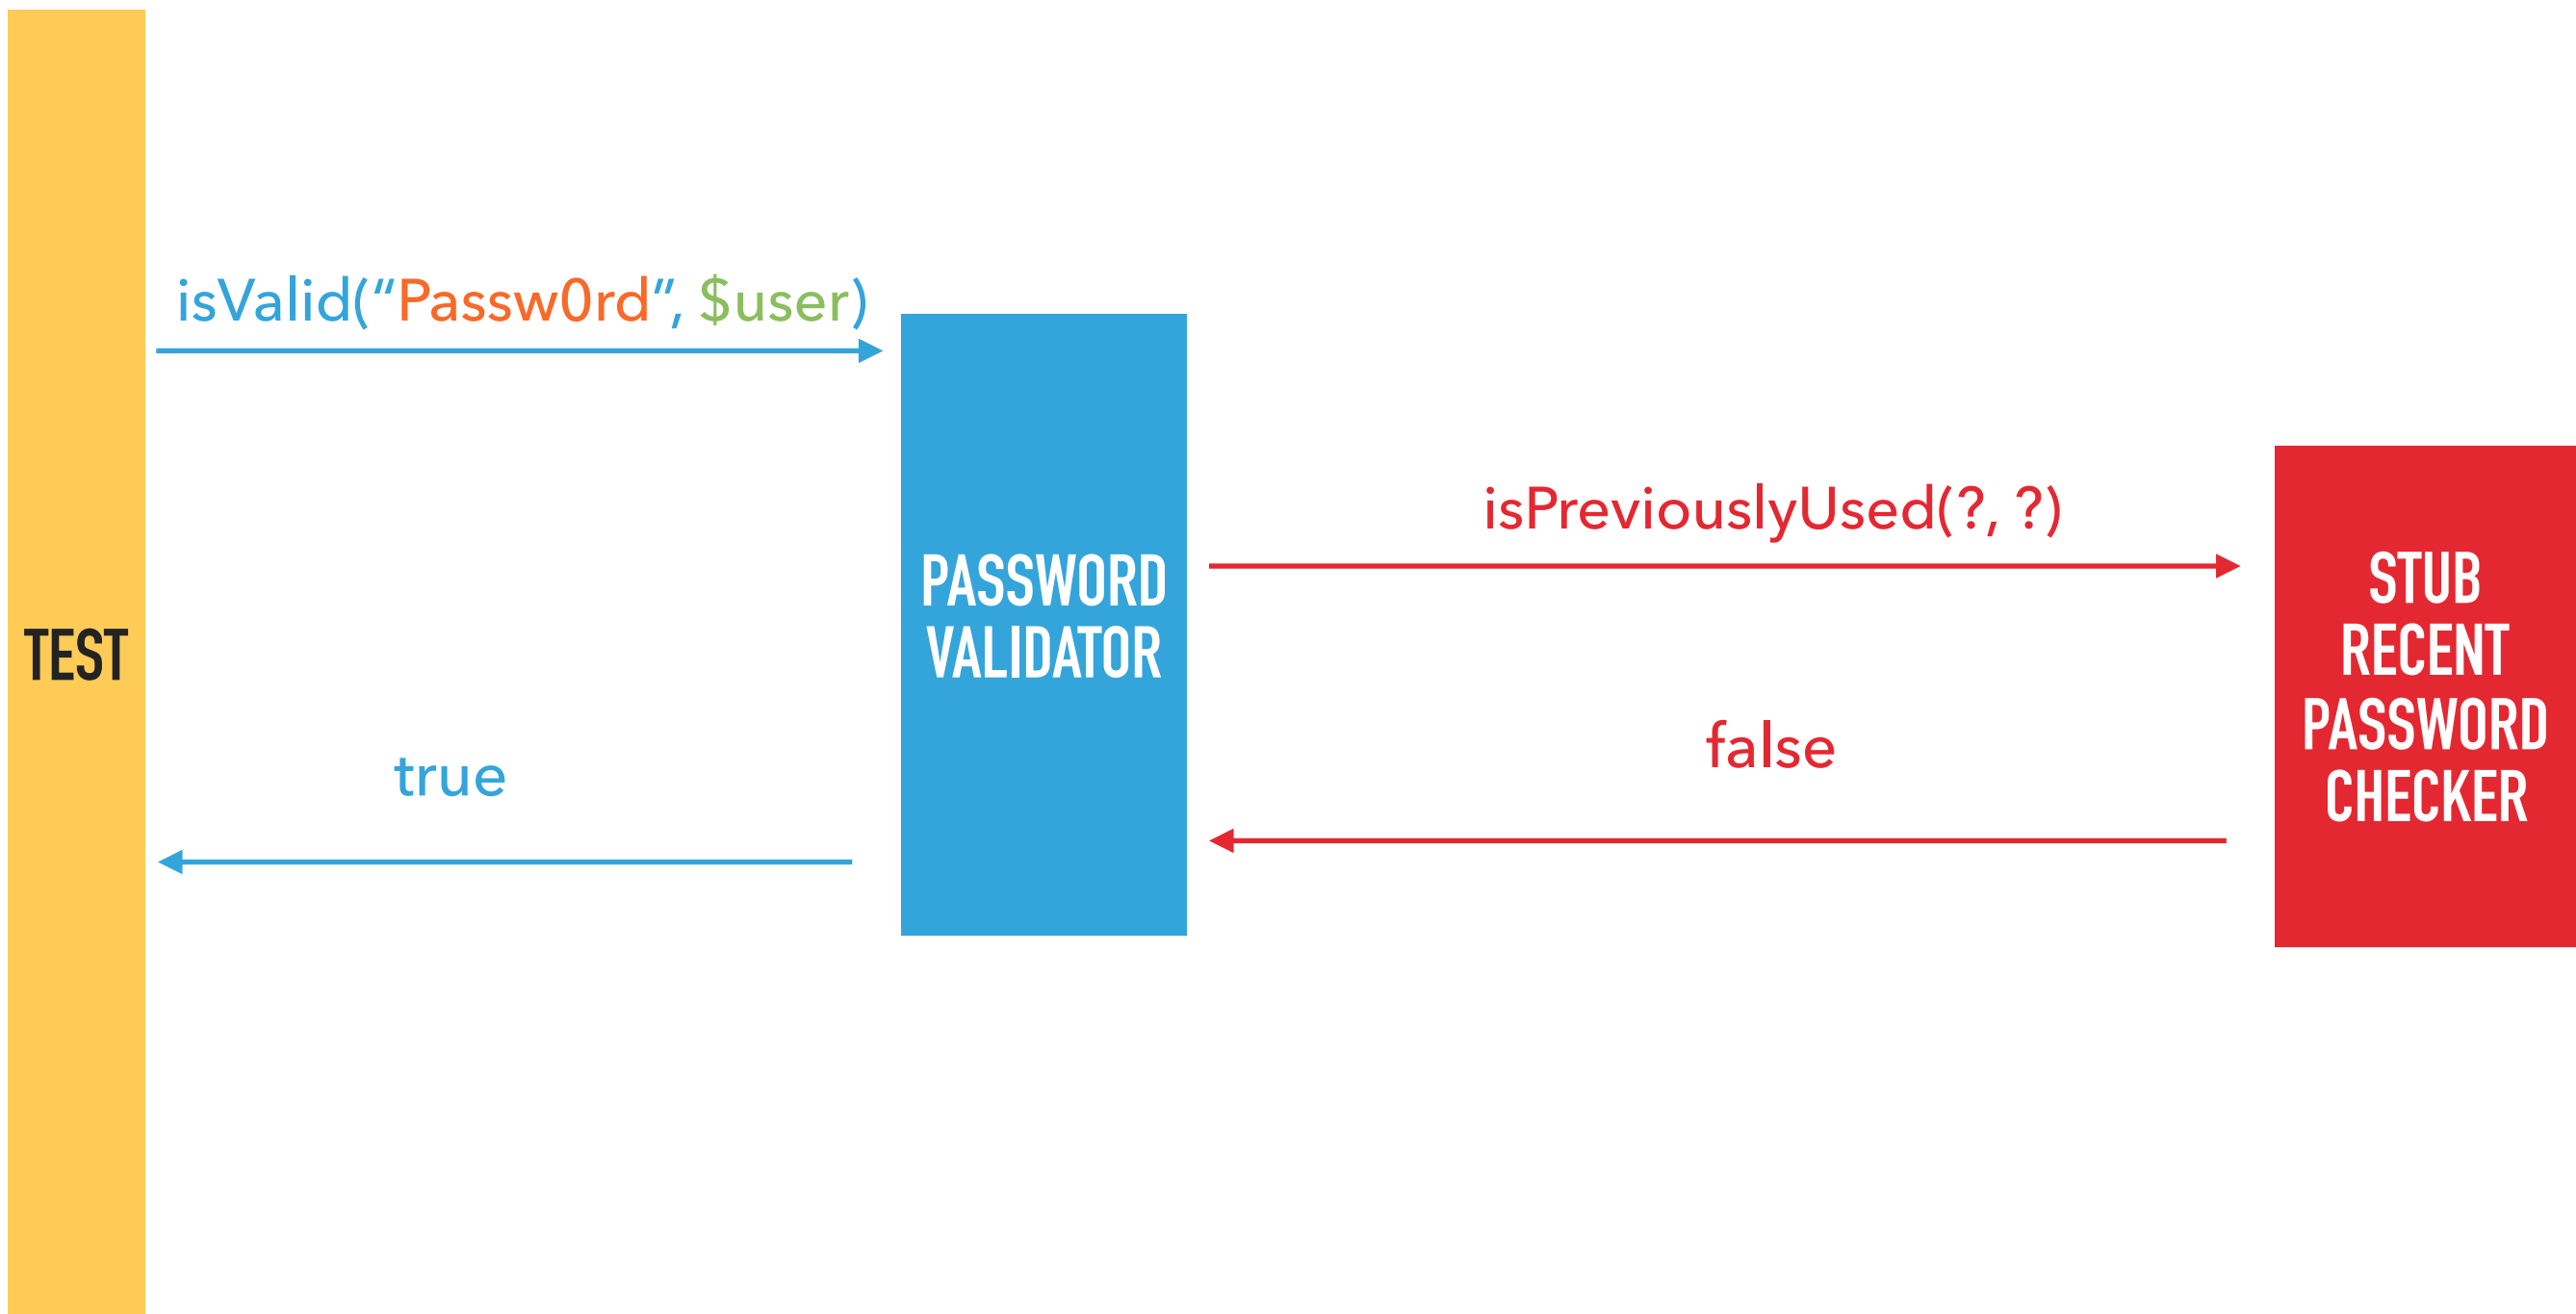 isValid(“Passw0rd”, $user)
isPreviouslyUsed(?, ?)
TEST
PASSWORD
VALIDATOR
STUB
RECENT
PASSWORD
CHECKER
false
true